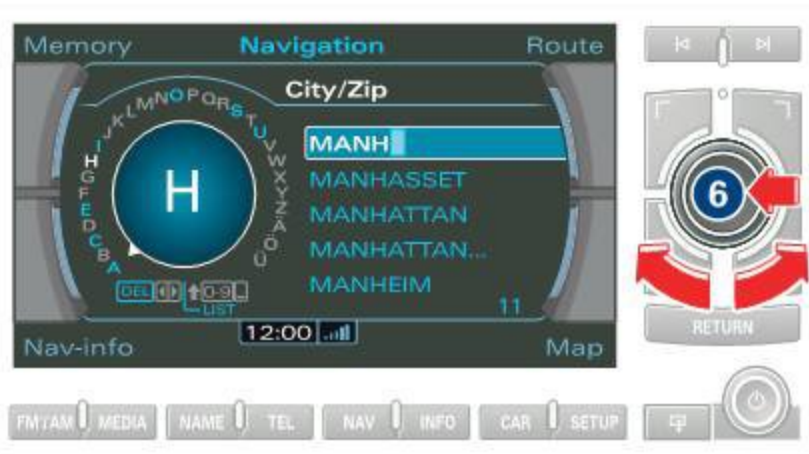 Memory Navigation Route
City/Zip
A B C D E F G H I J K L M N O P Q R S T U V W X Y Z Ä Ö Ü
H
MANH
MANHASSET
MANHATTAN
MANHATTAN...
MANHEIM
DEL 0-9
LIST
11
12:00
Nav-info Map
6
RETURN
FM/AM MEDIA NAME TEL NAV INFO CAR SETUP